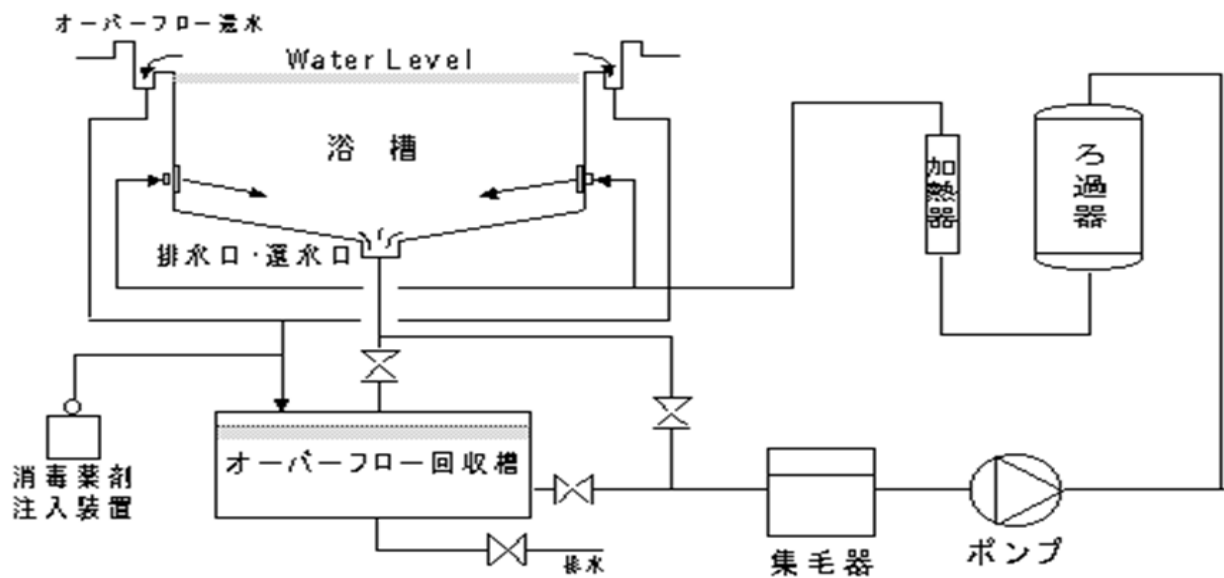 オーバーフロー還水
Water Level
浴槽
加熱器
ろ過器
排水口・還水口
オーバーフロー回収槽
消毒薬剤
注入装置
集毛器
ポンプ
排水